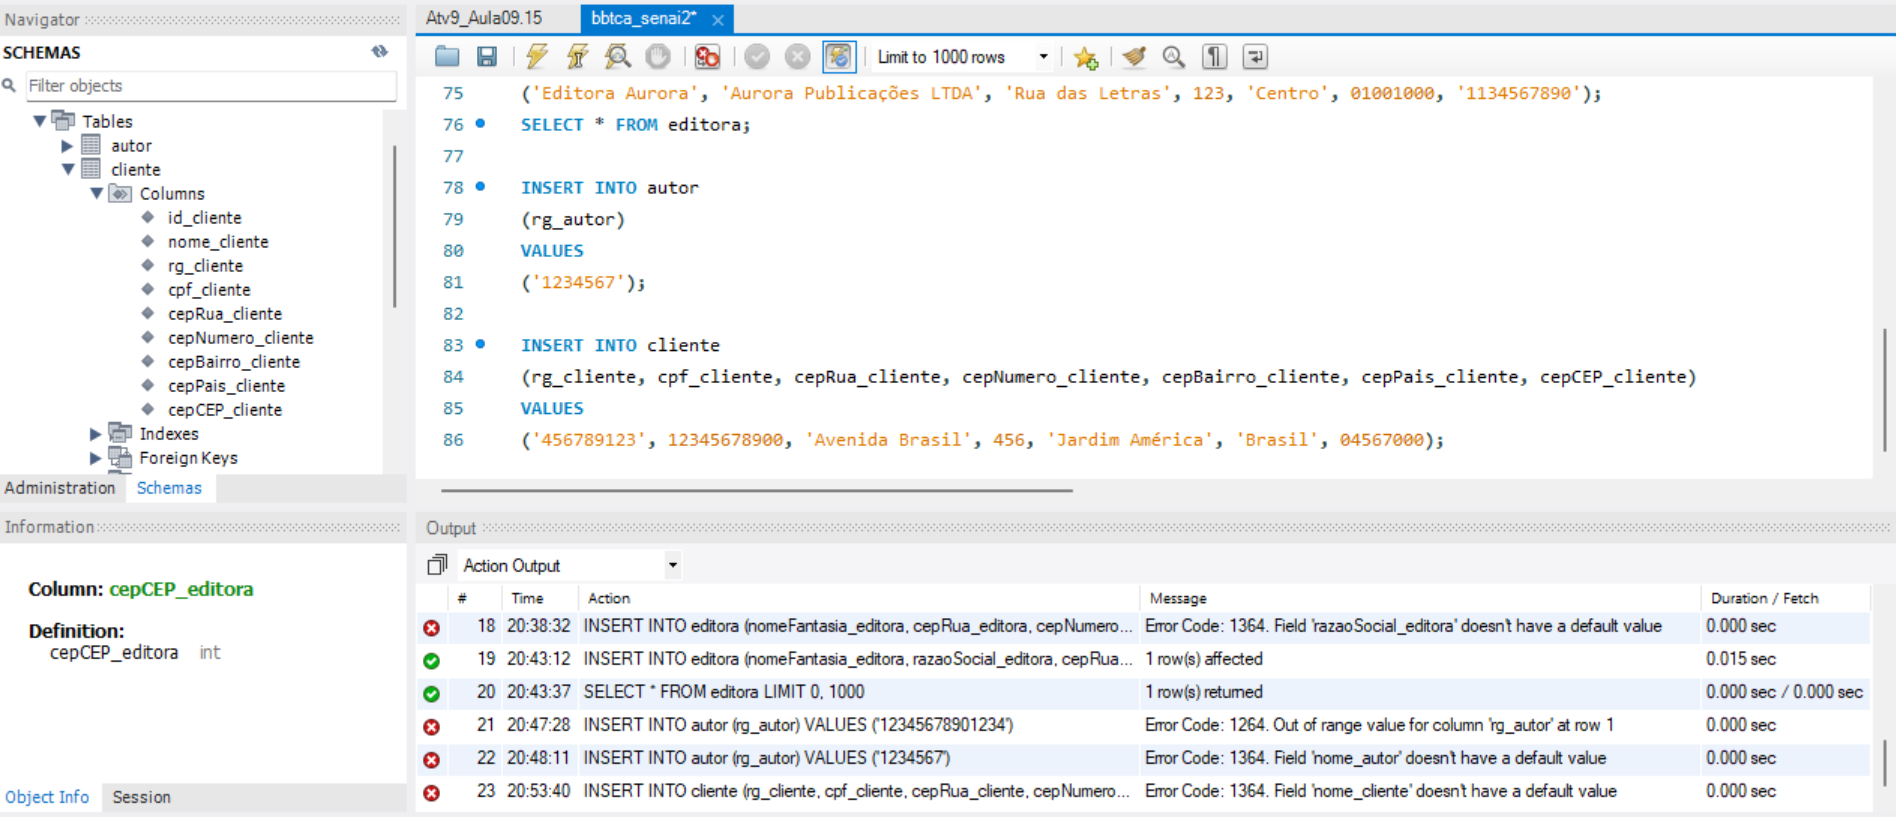 Navigator
SCHEMAS
Filter objects
Tables
autor
cliente
Columns
id_cliente
nome_cliente
rg_cliente
cpf_cliente
cepRua_cliente
cepNumero_cliente
cepBairro_cliente
cepPais_cliente
cepCEP_cliente
Indexes
Foreign Keys
Administration Schemas
Information
Column: cepCEP_editora
Definition:
cepCEP_editora int
Object Info Session
Atv9_Aula09.15 bbtca_senai2*
Limit to 1000 rows
75 ('Editora Aurora', 'Aurora Publicações LTDA', 'Rua das Letras', 123, 'Centro', 01001000, '1134567890');
76 SELECT * FROM editora;
77
78 INSERT INTO autor
79 (rg_autor)
80 VALUES
81 ('1234567');
82
83 INSERT INTO cliente
84 (rg_cliente, cpf_cliente, cepRua_cliente, cepNumero_cliente, cepBairro_cliente, cepPais_cliente, cepCEP_cliente)
85 VALUES
86 ('456789123', 12345678900, 'Avenida Brasil', 456, 'Jardim América', 'Brasil', 04567000);
Output
Action Output
# Time Action Message Duration / Fetch
18 20:38:32 INSERT INTO editora (nomeFantasia_editora, cepRua_editora, cepNumero... Error Code: 1364. Field 'razaoSocial_editora' doesn't have a default value 0.000 sec
19 20:43:12 INSERT INTO editora (nomeFantasia_editora, razaoSocial_editora, cepRua... 1 row(s) affected 0.015 sec
20 20:43:37 SELECT * FROM editora LIMIT 0, 1000 1 row(s) returned 0.000 sec / 0.000 sec
21 20:47:28 INSERT INTO autor (rg_autor) VALUES ('12345678901234') Error Code: 1264. Out of range value for column 'rg_autor' at row 1 0.000 sec
22 20:48:11 INSERT INTO autor (rg_autor) VALUES ('1234567') Error Code: 1364. Field 'nome_autor' doesn't have a default value 0.000 sec
23 20:53:40 INSERT INTO cliente (rg_cliente, cpf_cliente, cepRua_cliente, cepNumero... Error Code: 1364. Field 'nome_cliente' doesn't have a default value 0.000 sec